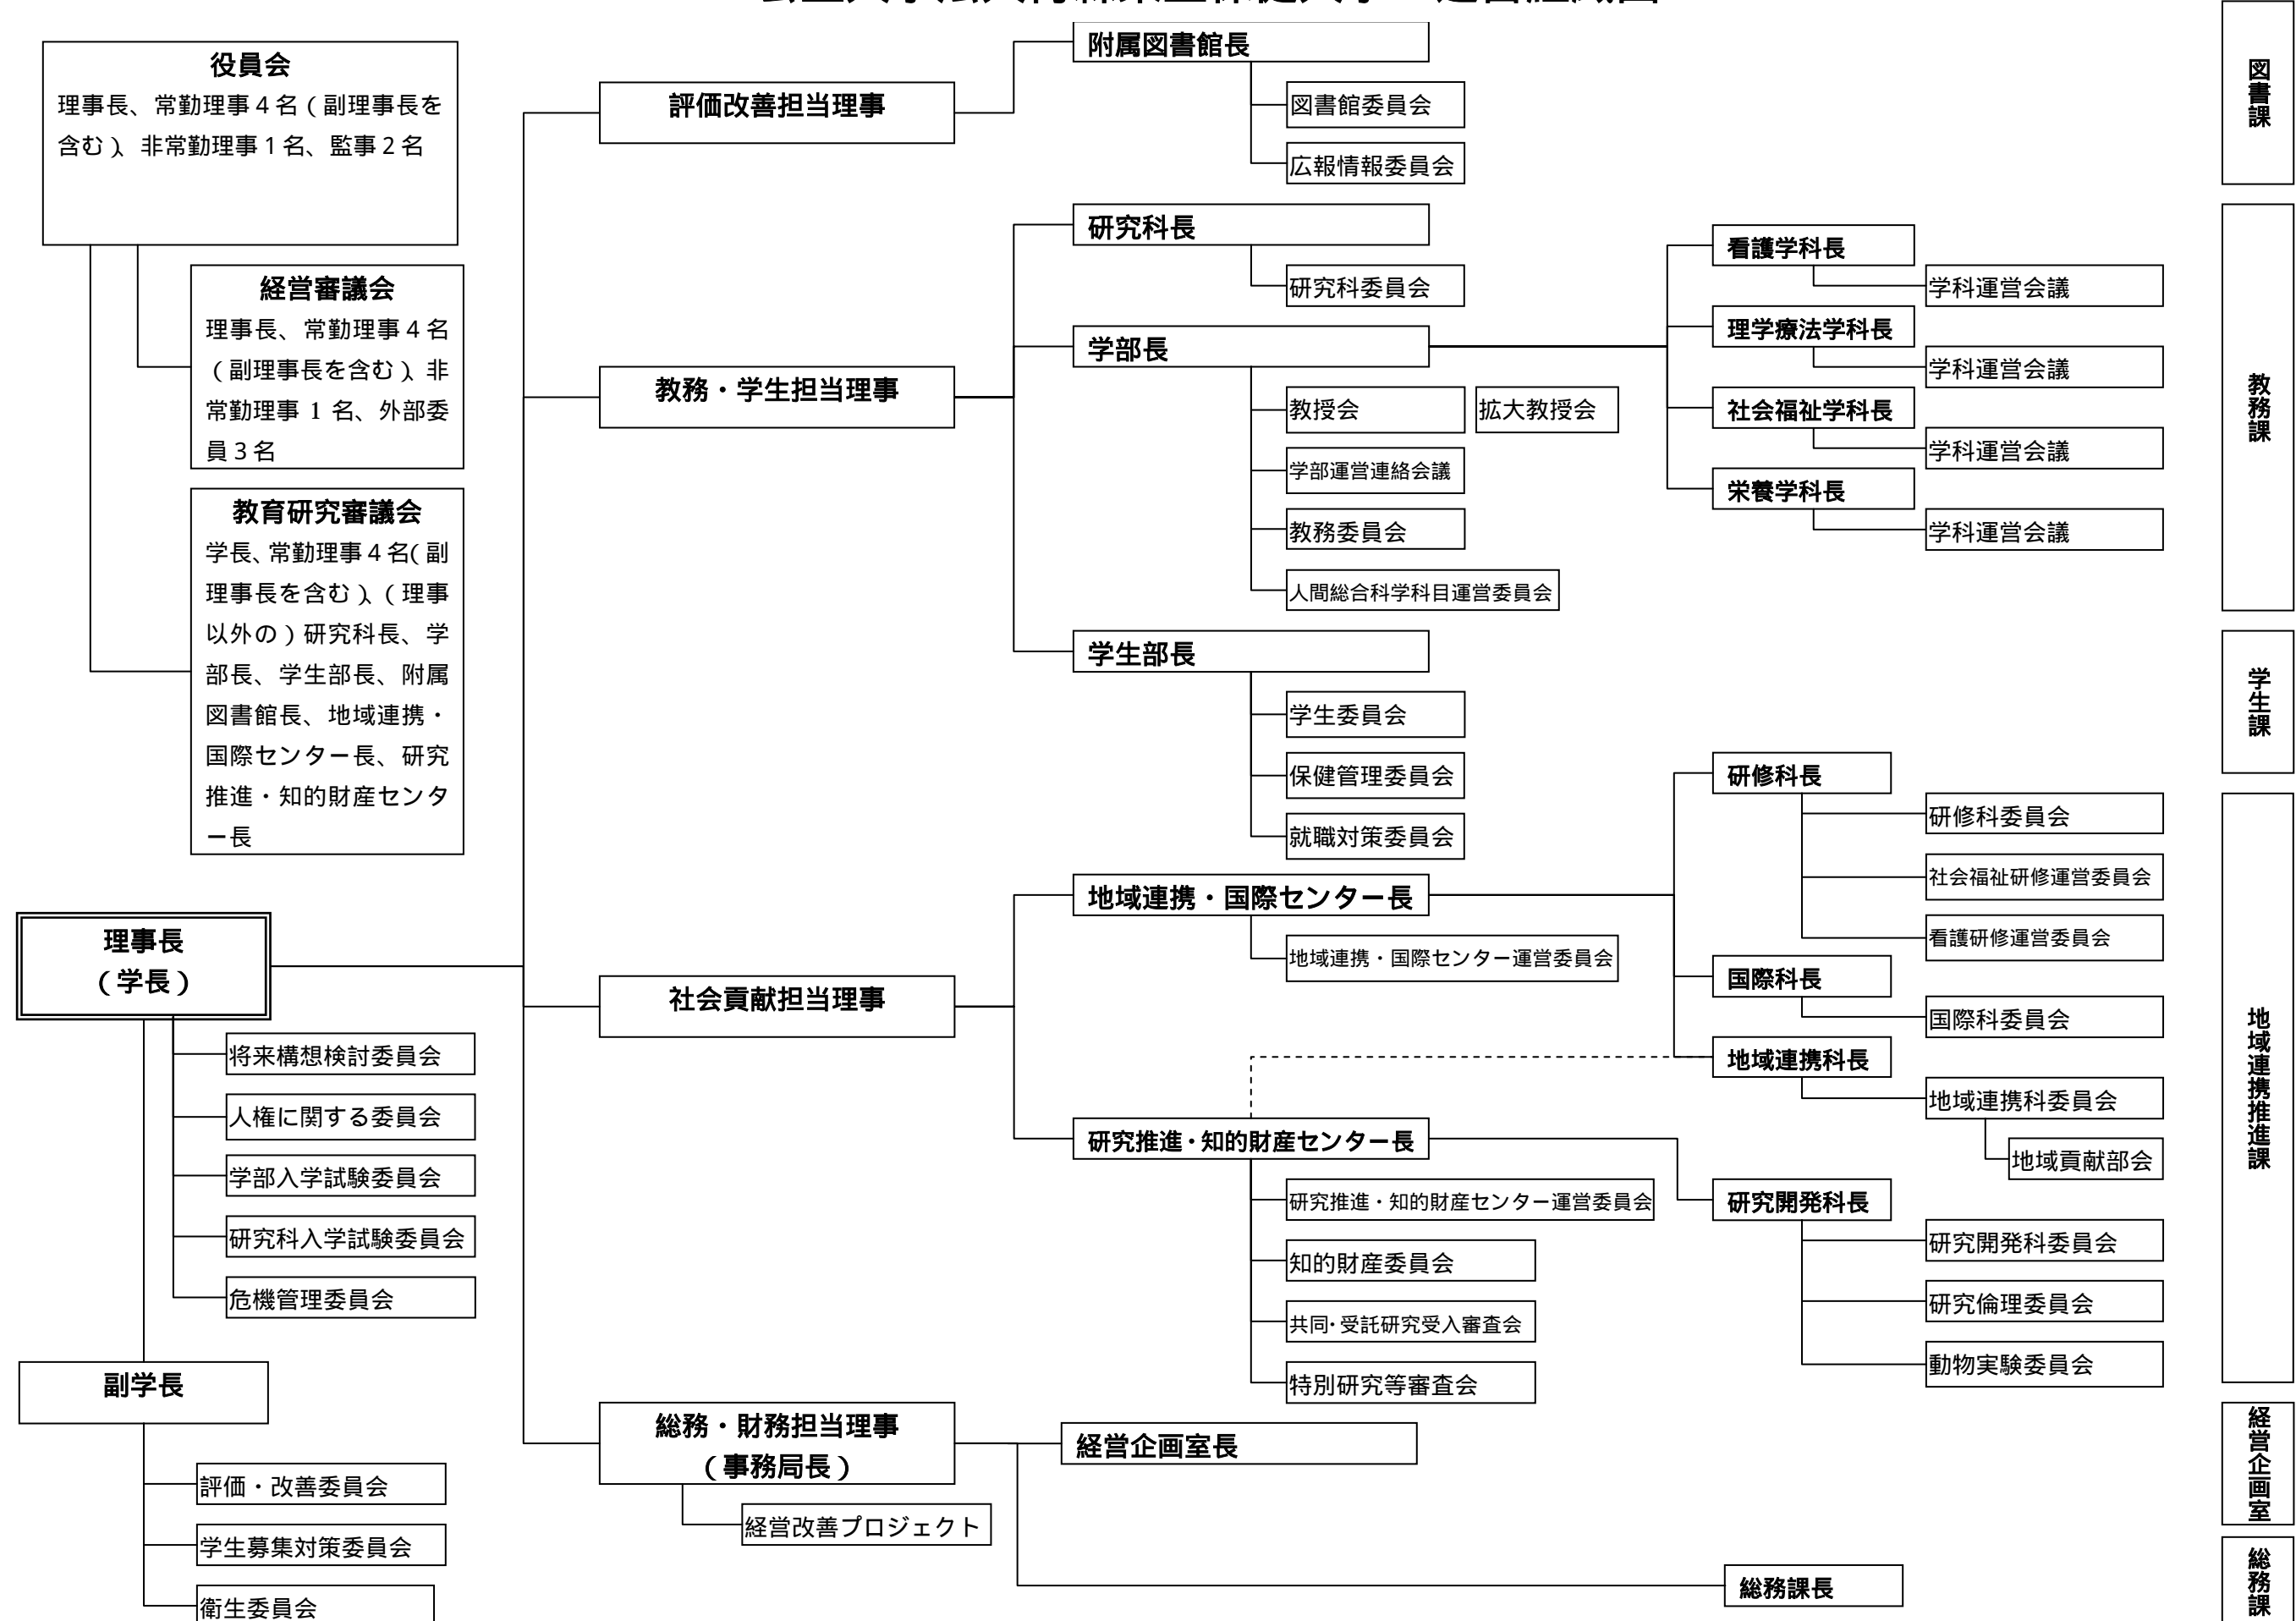 役員会
理事長、常勤理事4名(副理事長を
含む)、非常勤理事1名、監事2名
経営審議会
理事長、常勤理事4名
(副理事長を含む)、非
常勤理事 1 名、外部委
員3名
教育研究審議会
学長、常勤理事4名(副
理事長を含む)、(理事
以外の)研究科長、学
部長、学生部長、附属
図書館長、地域連携・
国際センター長、研究
推進・知的財産センタ
ー長
理事長
(学長)
将来構想検討委員会
人権に関する委員会
学部入学試験委員会
研究科入学試験委員会
危機管理委員会
副学長
評価・改善委員会
学生募集対策委員会
衛生委員会
評価改善担当理事
附属図書館長
図書館委員会
広報情報委員会
教務・学生担当理事
研究科長
研究科委員会
学部長
教授会
拡大教授会
学部運営連絡会議
教務委員会
人間総合科学科目運営委員会
看護学科長
学科運営会議
理学療法学科長
学科運営会議
社会福祉学科長
学科運営会議
栄養学科長
学科運営会議
学生部長
学生委員会
保健管理委員会
就職対策委員会
社会貢献担当理事
地域連携・国際センター長
地域連携・国際センター運営委員会
研修科長
研修科委員会
社会福祉研修運営委員会
看護研修運営委員会
国際科長
国際科委員会
地域連携科長
地域連携科委員会
地域貢献部会
研究推進・知的財産センター長
研究推進・知的財産センター運営委員会
知的財産委員会
共同・受託研究受入審査会
特別研究等審査会
研究開発科長
研究開発科委員会
研究倫理委員会
動物実験委員会
総務・財務担当理事
(事務局長)
経営改善プロジェクト
経営企画室長
総務課長
図書課
教務課
学生課
地域連携推進課
経営企画室
総務課